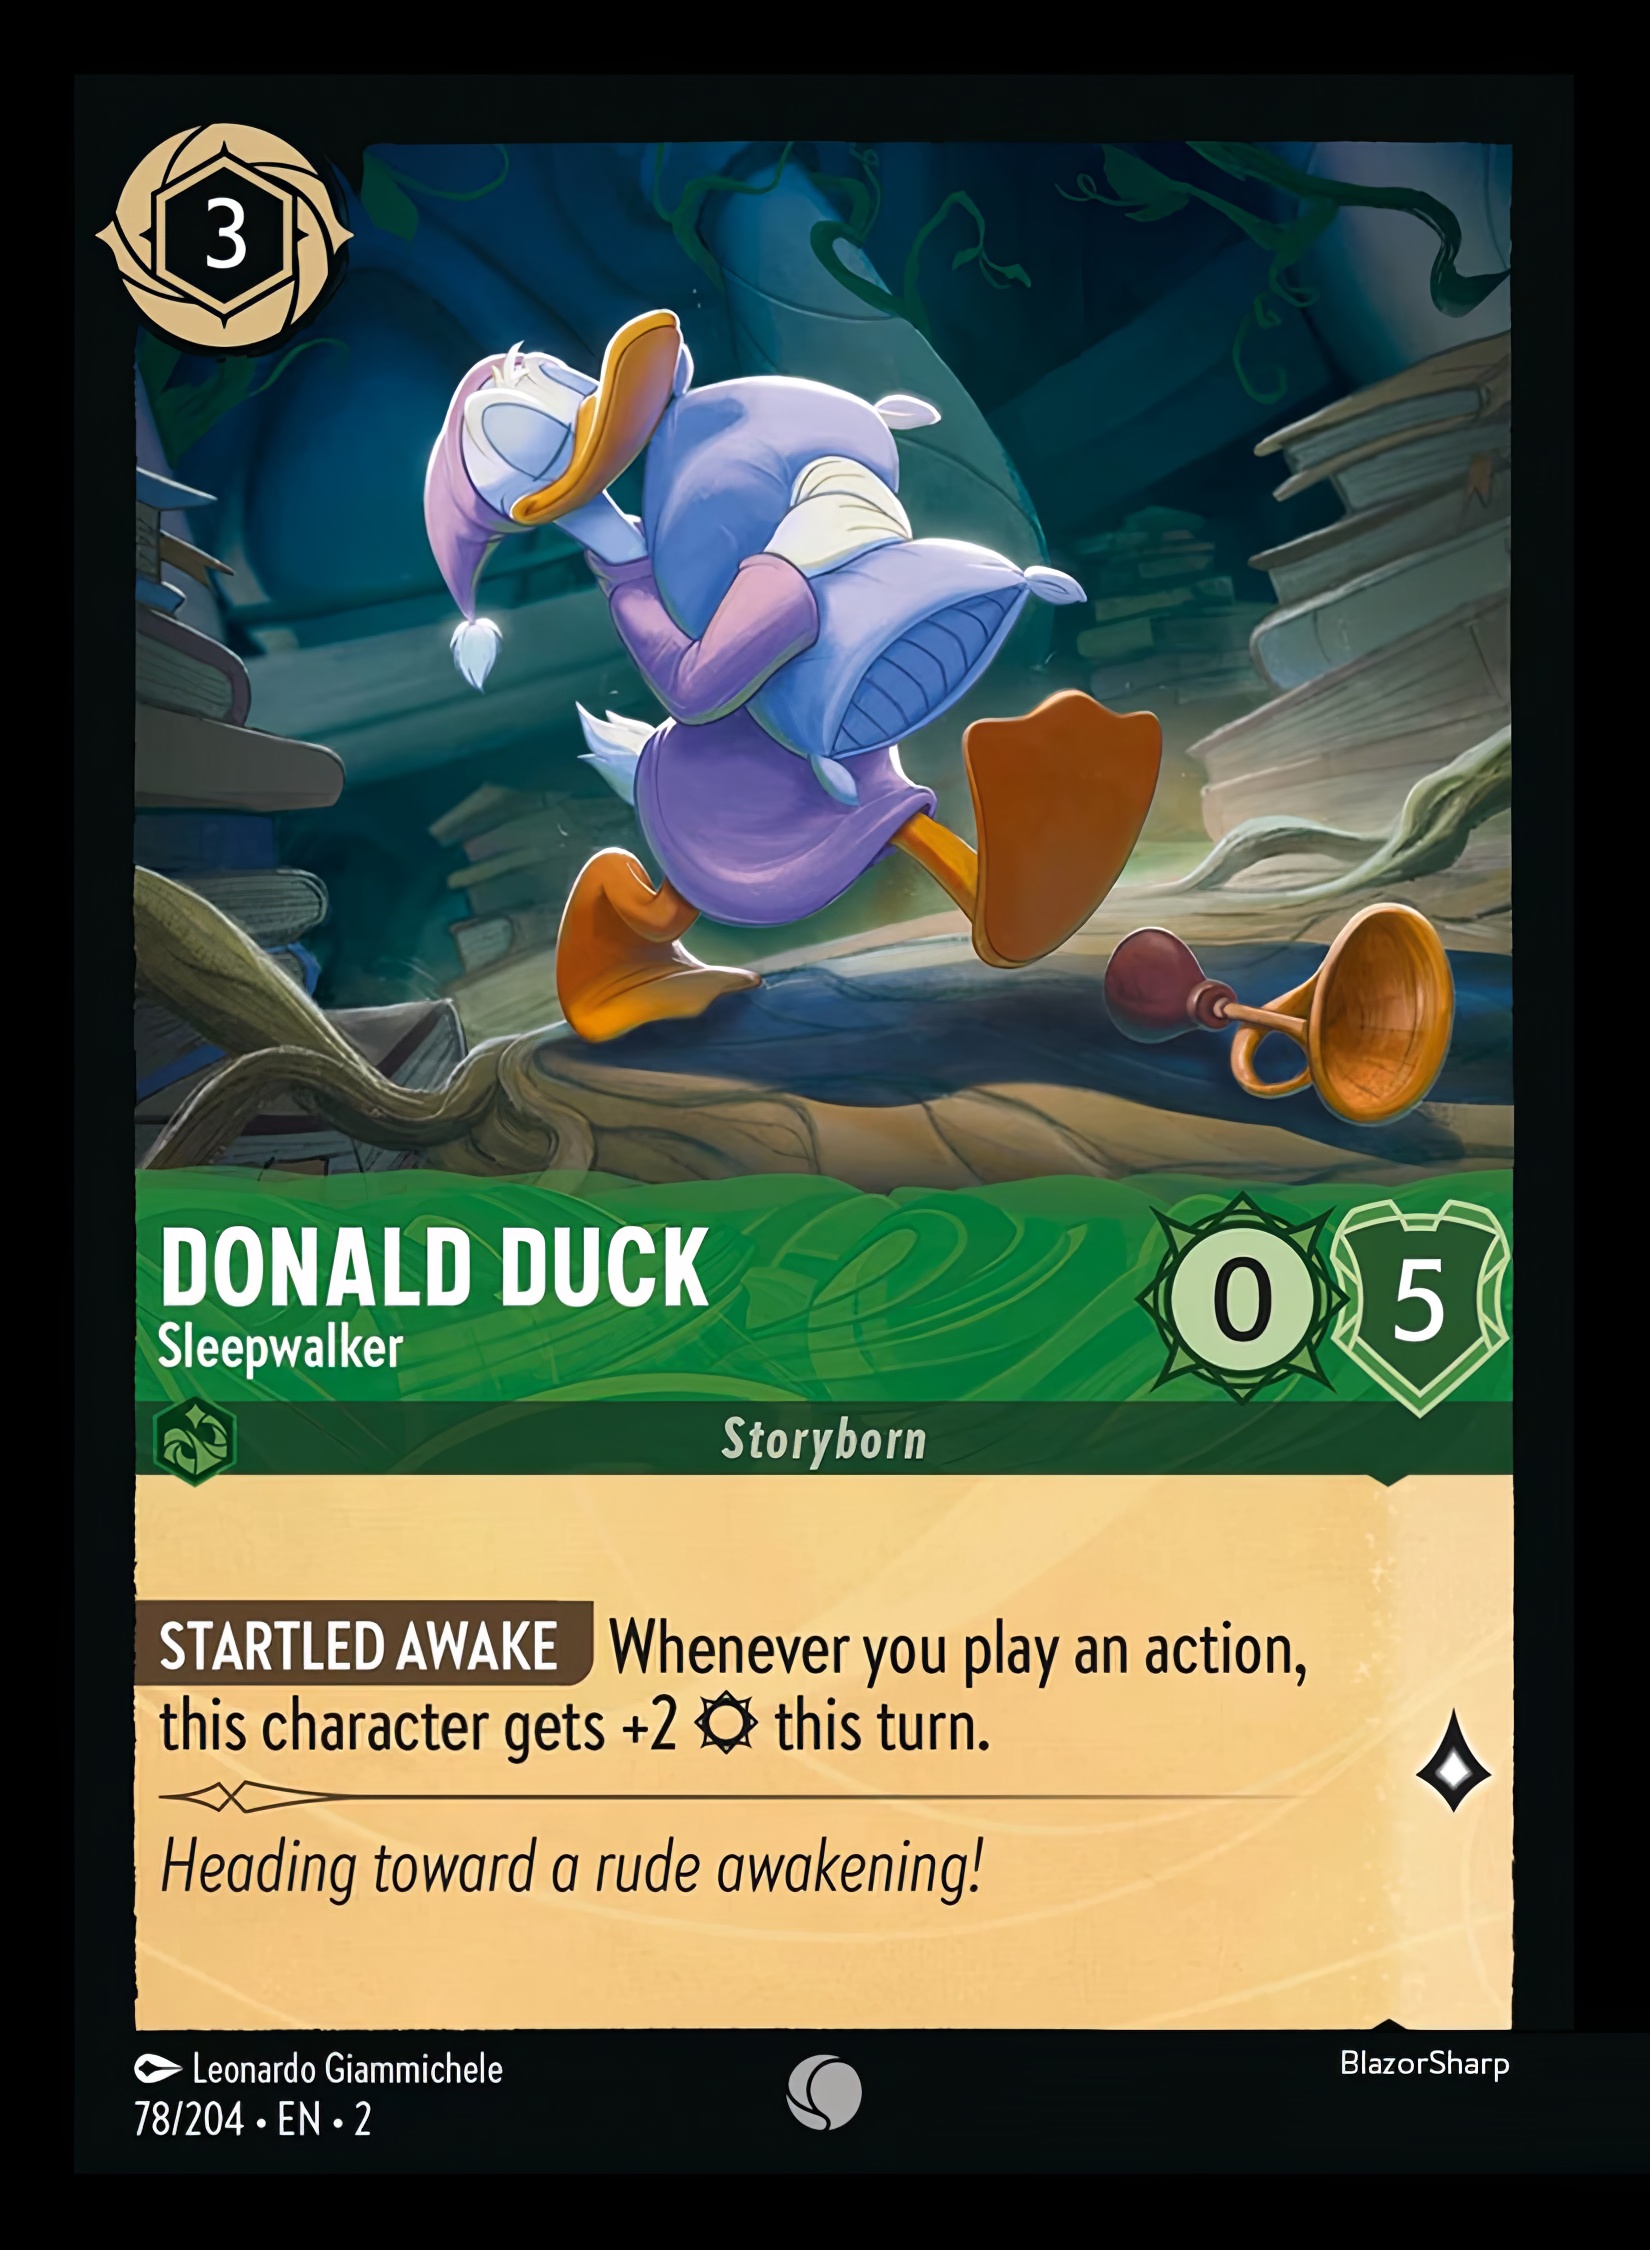 3
DONALD DUCK
Sleepwalker
0
5
Storyborn
STARTLED AWAKE Whenever you play an action,
this character gets +2 this turn.
Heading toward a rude awakening!
Leonardo Giammichele
BlazorSharp
78/204 • EN • 2